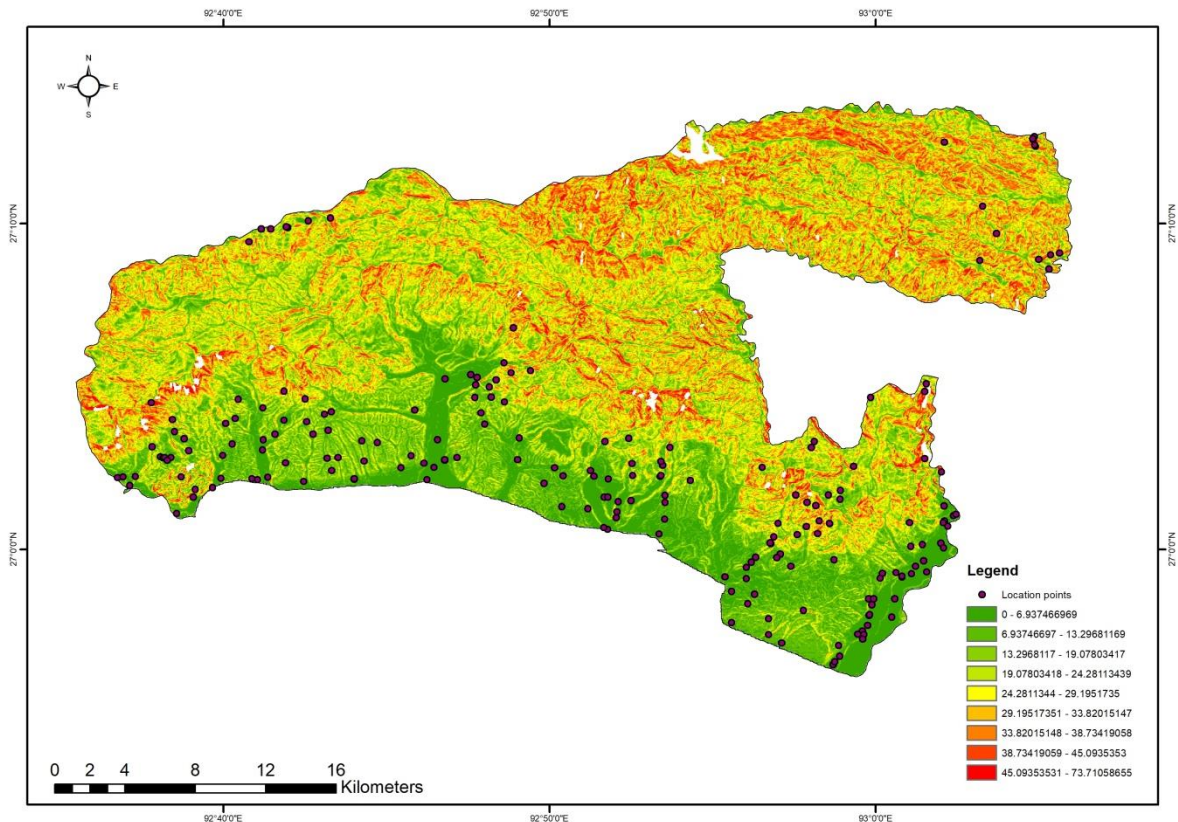 92°40'0"E 92°50'0"E 93°0'0"E
N
W E
S
27°10'0"N 27°10'0"N
27°0'0"N 27°0'0"N
Legend
Location points
0 - 6.937466969
6.93746697 - 13.29681169
13.2968117 - 19.07803417
19.07803418 - 24.28113439
24.2811344 - 29.1951735
29.19517351 - 33.82015147
33.82015148 - 38.73419058
38.73419059 - 45.0935353
45.09353531 - 73.71058655
0 2 4 8 12 16
Kilometers
92°40'0"E 92°50'0"E 93°0'0"E